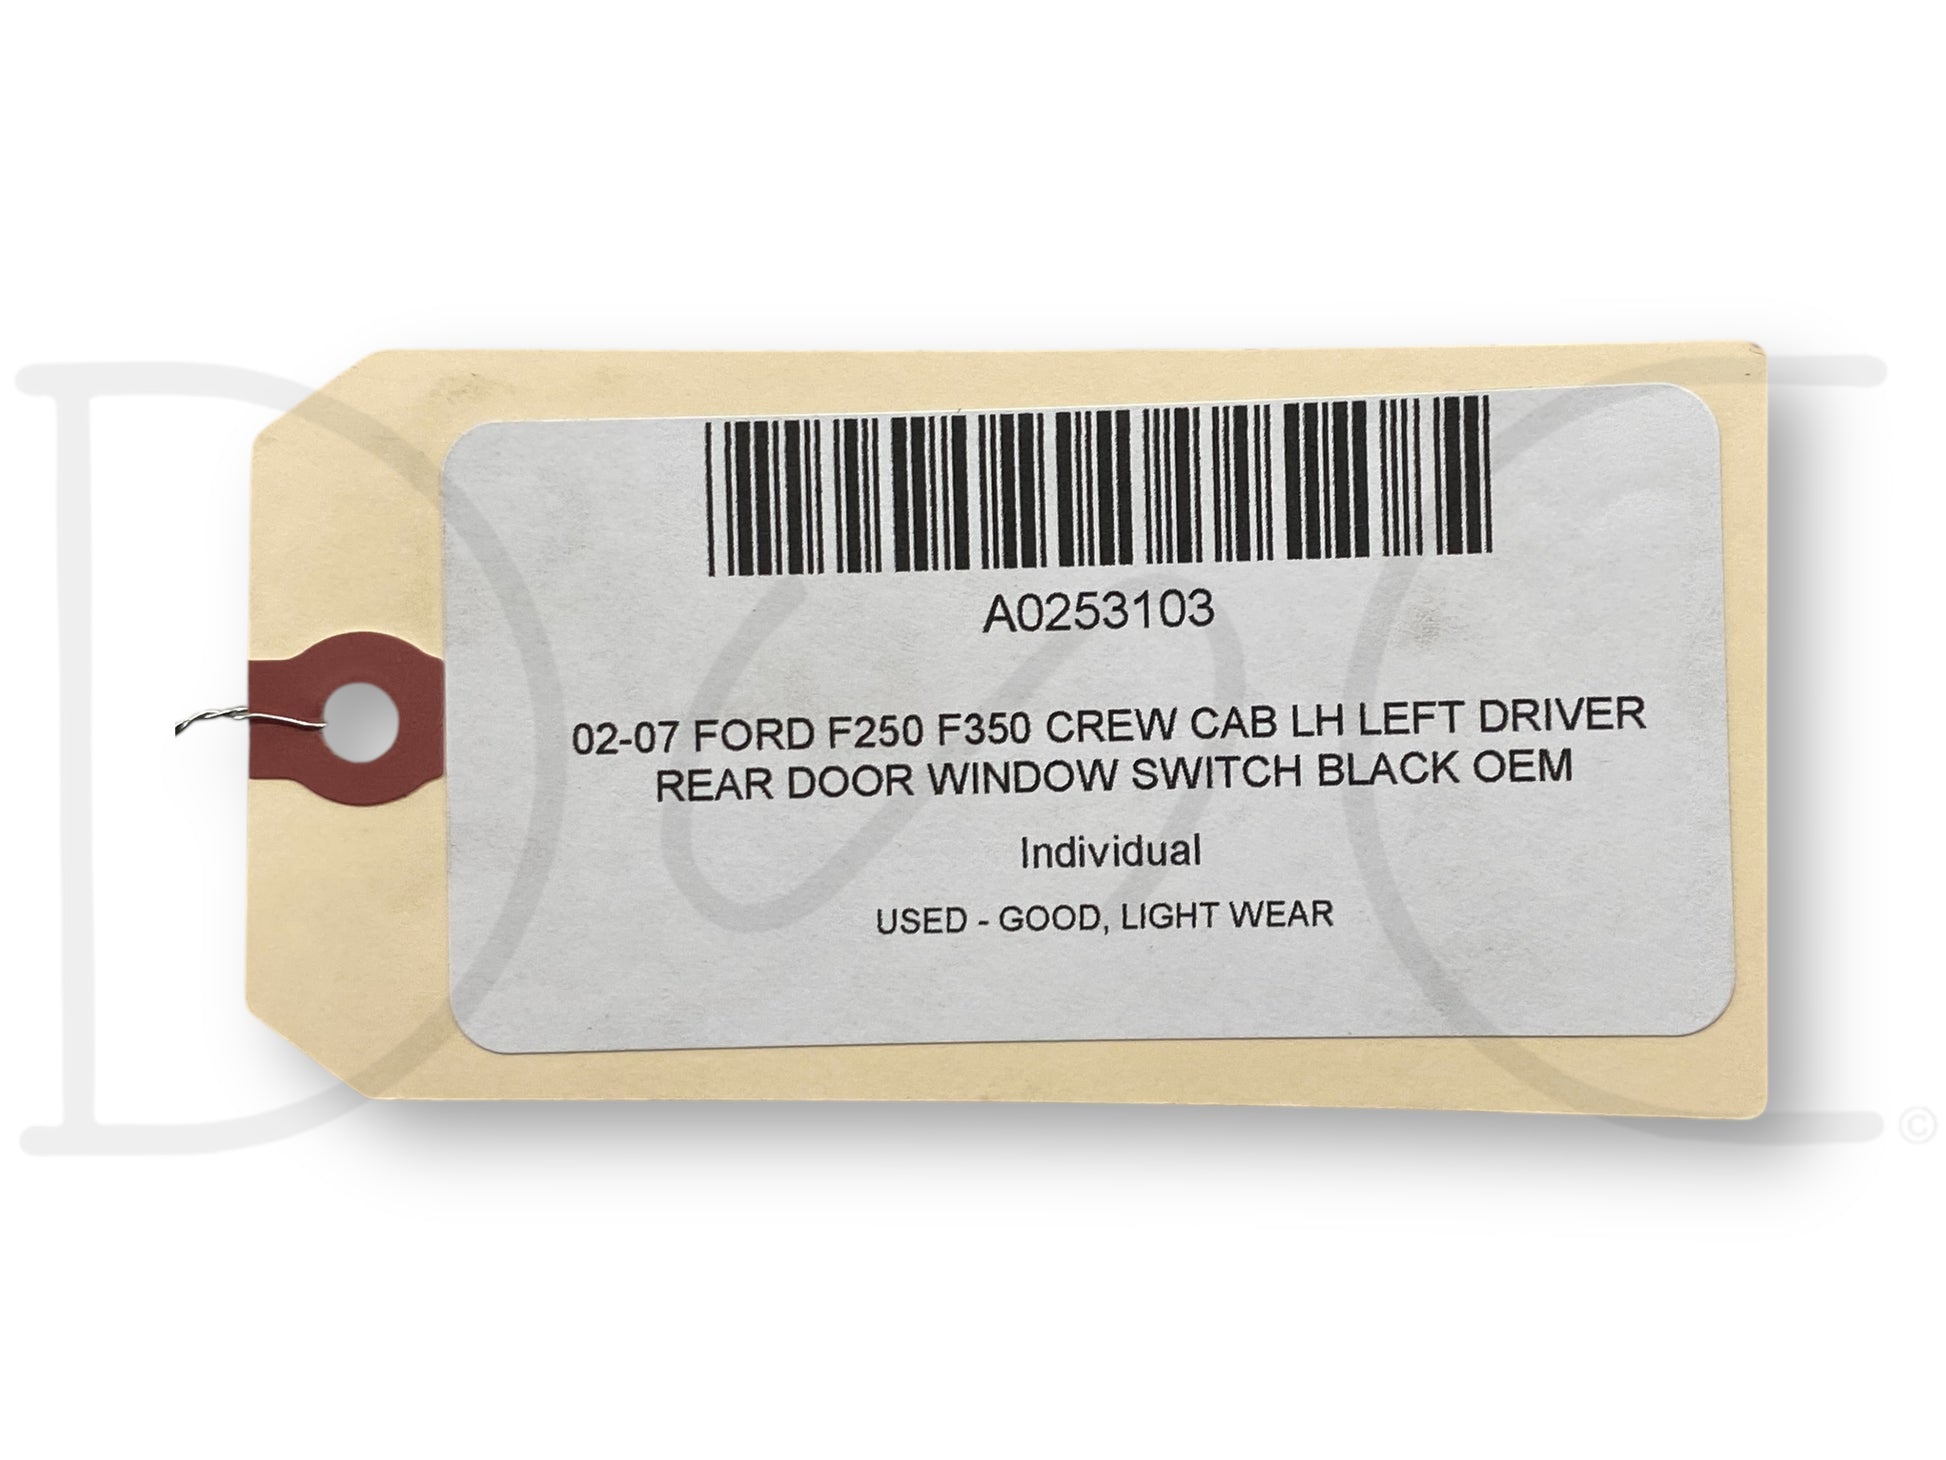 A0253103
02-07 FORD F250 F350 CREW CAB LH LEFT DRIVER
REAR DOOR WINDOW SWITCH BLACK OEM
Individual
USED - GOOD, LIGHT WEAR
©